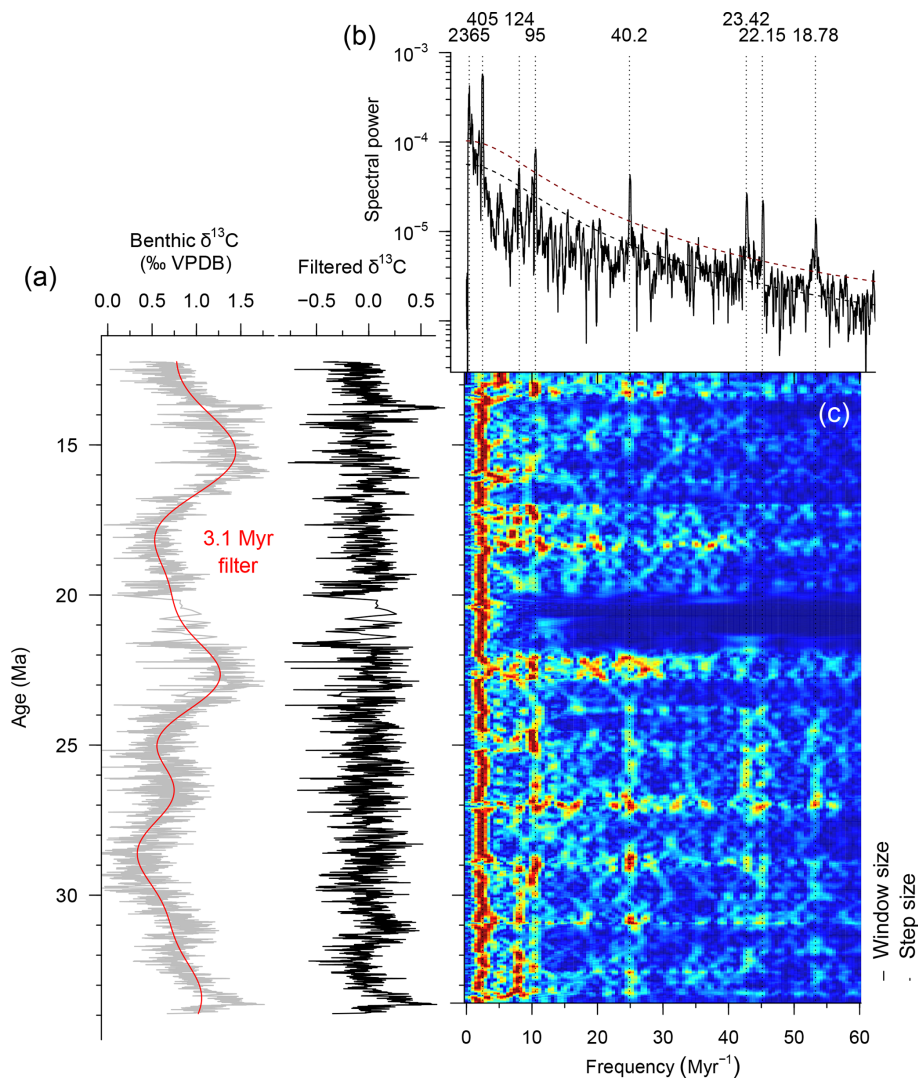 (b)
405 124 23.42
2365 95 40.2 22.15 18.78
10⁻³
10⁻⁴
10⁻⁵
Spectral power
(a)
Benthic δ¹³C
(‰ VPDB)
0.0 0.5 1.0 1.5
Filtered δ¹³C
−0.5 0.0 0.5
15
20
25
30
Age (Ma)
3.1 Myr
filter
(c)
0 10 20 30 40 50 60
Frequency (Myr⁻¹)
– Window size
- Step size